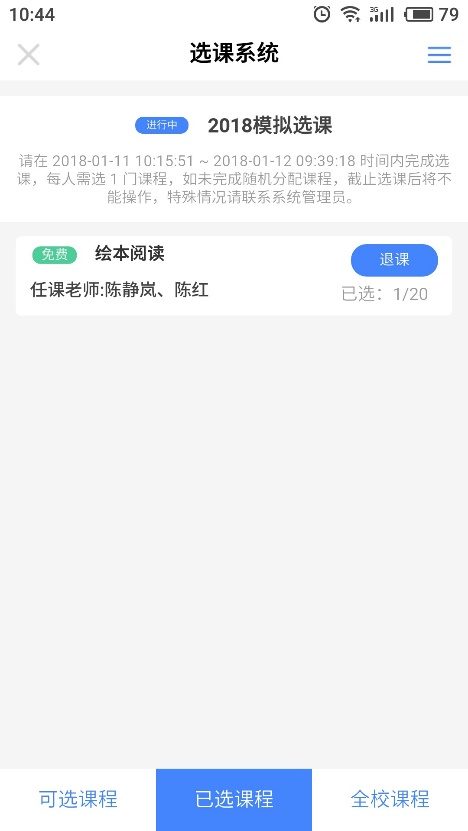 10:44
3G
79
选课系统
进行中 2018模拟选课
请在 2018-01-11 10:15:51 ~ 2018-01-12 09:39:18 时间内完成选
课，每人需选 1 门课程，如未完成随机分配课程，截止选课后将不
能操作，特殊情况请联系系统管理员。
免费 绘本阅读
退课
任课老师:陈静岚、陈红
已选：1/20
可选课程 已选课程 全校课程